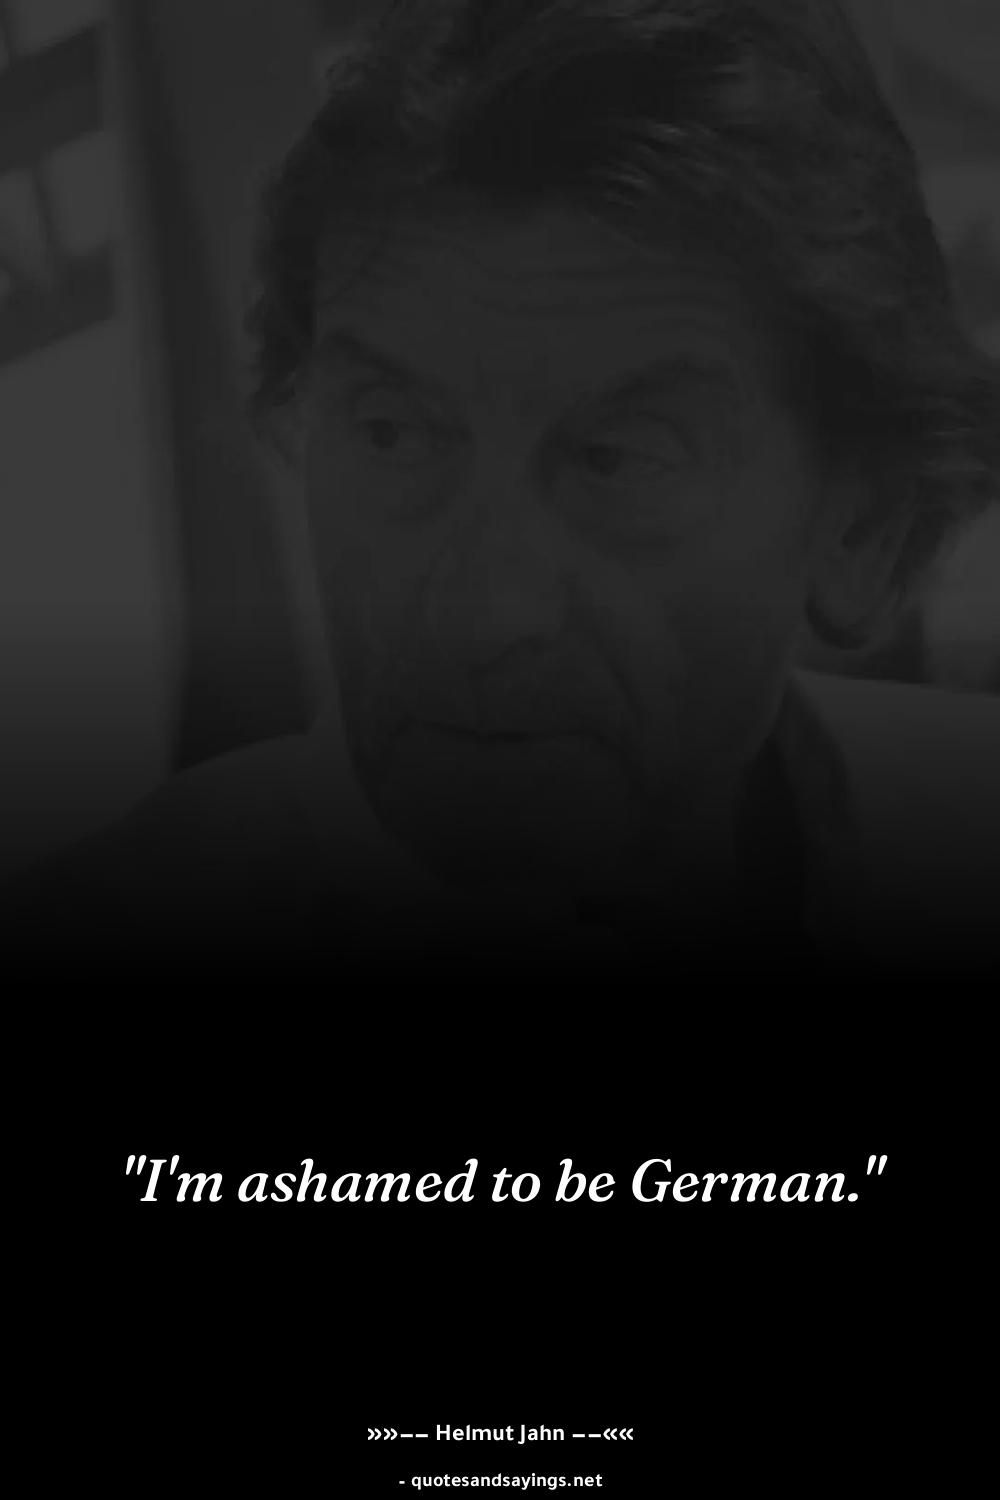 "I'm ashamed to be German."
»»–– Helmut Jahn ––««
- quotesandsayings.net